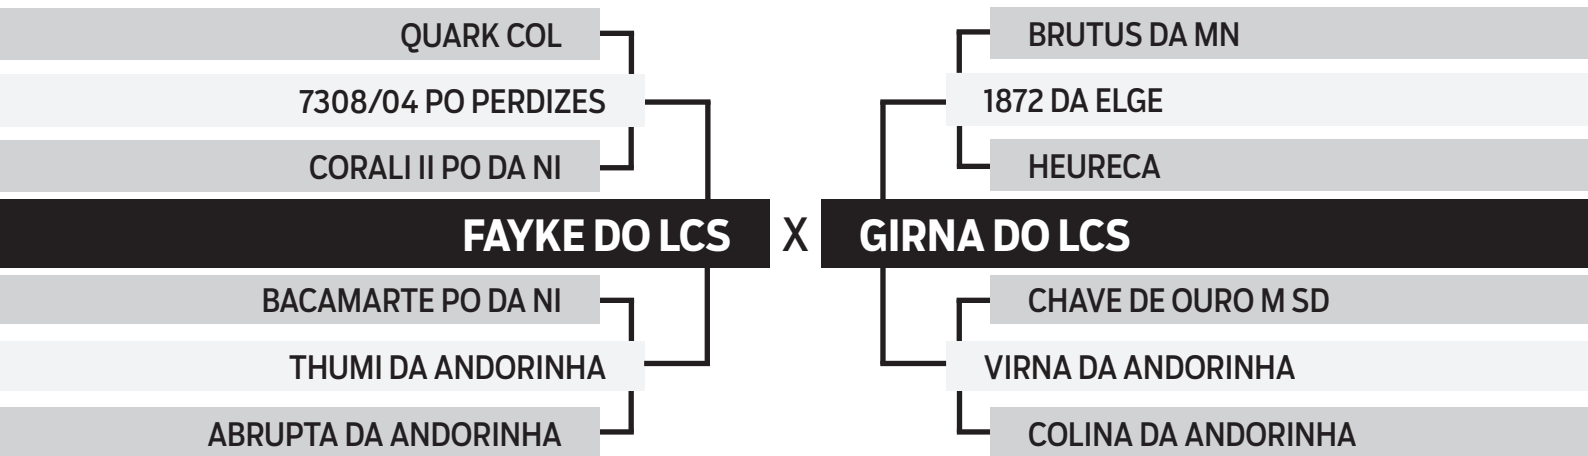 QUARK COL
7308/04 PO PERDIZES
CORALI II PO DA NI
FAYKE DO LCS X GIRNA DO LCS
BACAMARTE PO DA NI
THUMI DA ANDORINHA
ABRUPTA DA ANDORINHA
BRUTUS DA MN
1872 DA ELGE
HEURECA
CHAVE DE OURO M SD
VIRNA DA ANDORINHA
COLINA DA ANDORINHA